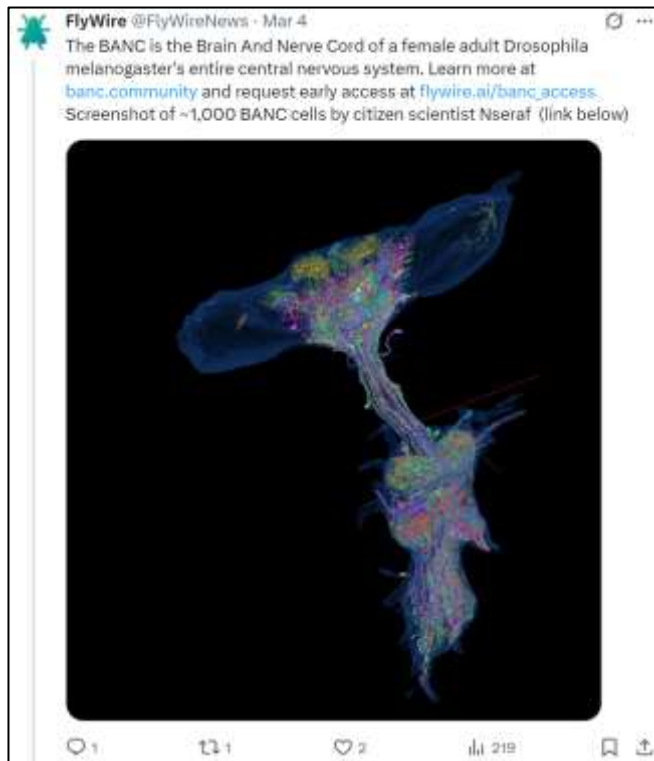 FlyWire @FlyWireNews · Mar 4
The BANC is the Brain And Nerve Cord of a female adult Drosophila
melanogaster's entire central nervous system. Learn more at
banc.community and request early access at flywire.ai/banc_access
Screenshot of ~1,000 BANC cells by citizen scientist Nseraf (link below)
1 1 2 219